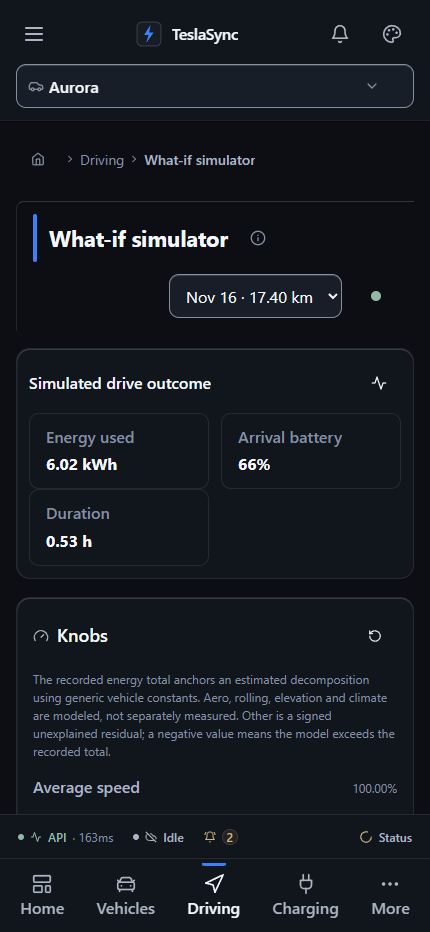 TeslaSync
Aurora
Driving
What-if simulator
What-if simulator
Nov 16 · 17.40 km
Simulated drive outcome
Energy used
6.02 kWh
Arrival battery
66%
Duration
0.53 h
Knobs
The recorded energy total anchors an estimated decomposition
using generic vehicle constants. Aero, rolling, elevation and climate
are modeled, not separately measured. Other is a signed
unexplained residual; a negative value means the model exceeds the
recorded total.
Average speed
100.00%
API · 163ms
Idle
2
Status
Home
Vehicles
Driving
Charging
More